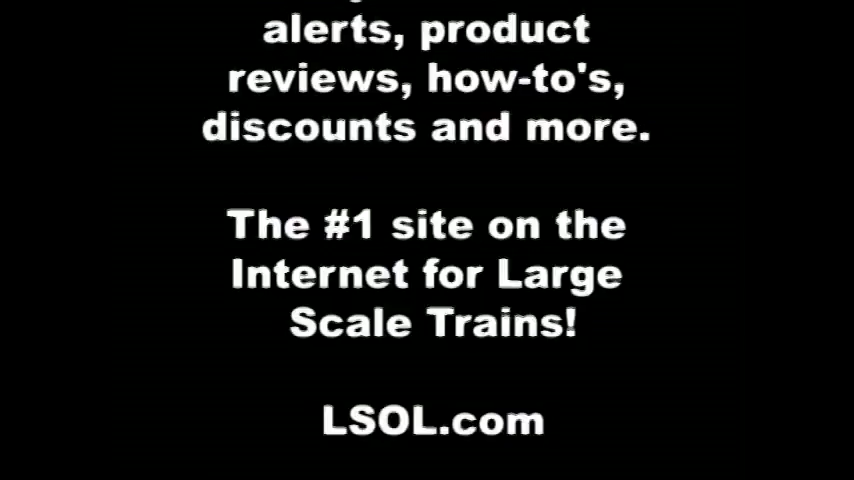 alerts, product
reviews, how-to's,
discounts and more.
The #1 site on the
Internet for Large
Scale Trains!
LSOL.com